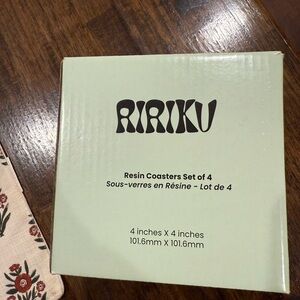 RIRIKU
Resin Coasters Set of 4
Sous-verres en Résine - Lot de 4
4 inches X 4 inches
101.6mm X 101.6mm